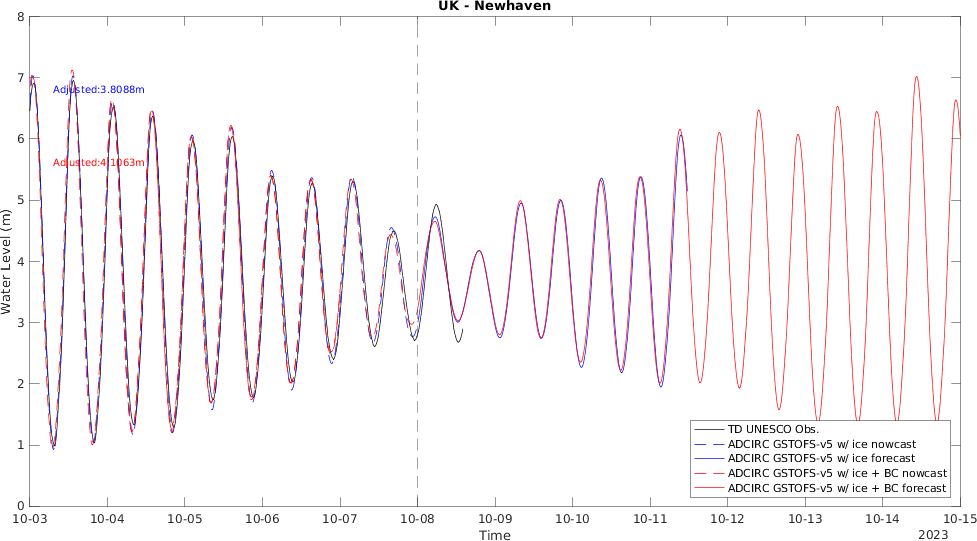 UK - Newhaven
8
7
Adjusted:3.8088m
6
Adjusted:4.1063m
5
4
3
2
1
0
Water Level (m)
TD UNESCO Obs.
ADCIRC GSTOFS-v5 w/ ice nowcast
ADCIRC GSTOFS-v5 w/ ice forecast
ADCIRC GSTOFS-v5 w/ ice + BC nowcast
ADCIRC GSTOFS-v5 w/ ice + BC forecast
10-03 10-04 10-05 10-06 10-07 10-08 10-09 10-10 10-11 10-12 10-13 10-14 10-15
Time
2023